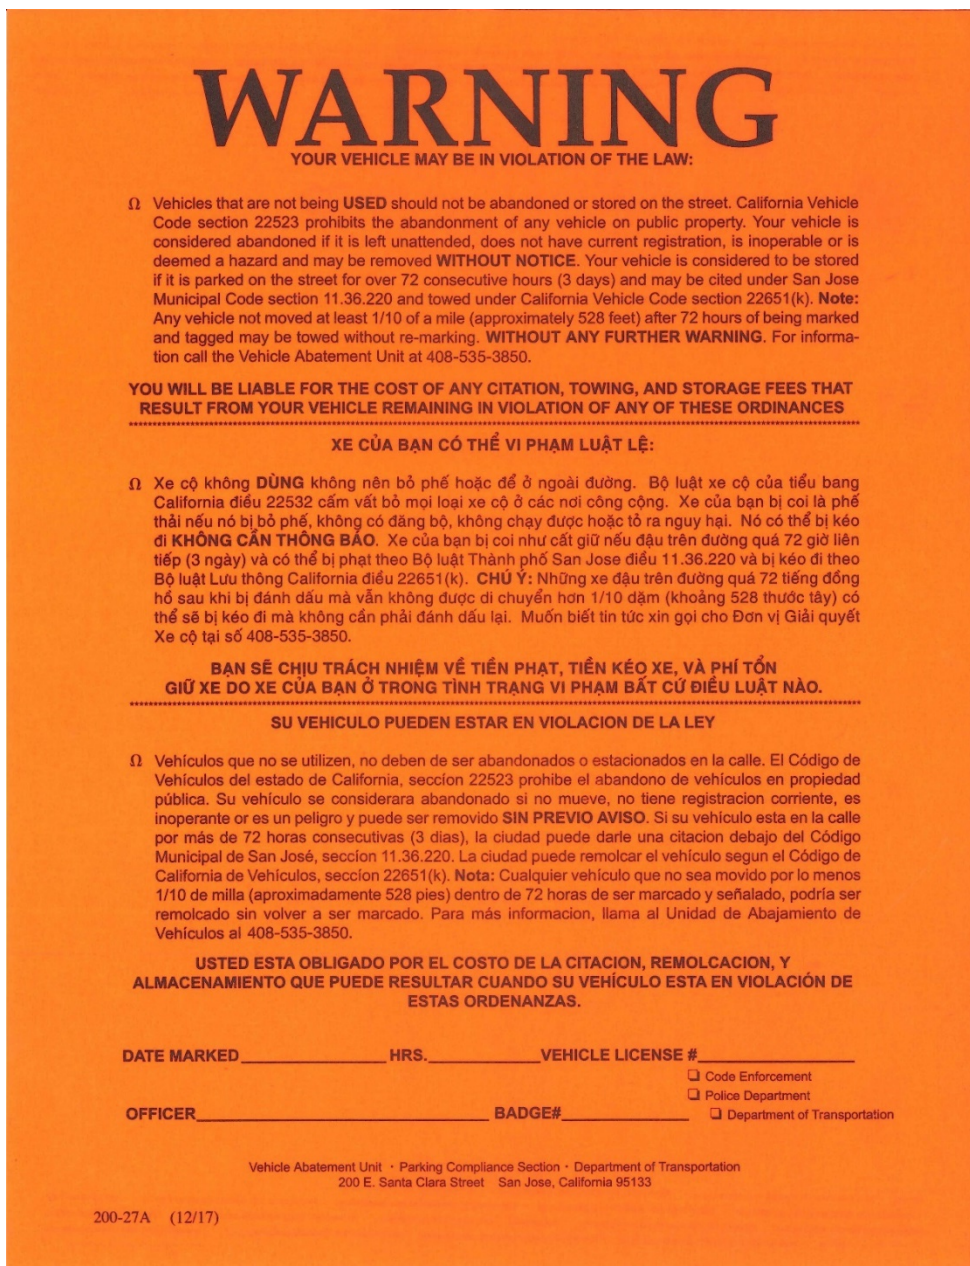 WARNING
YOUR VEHICLE MAY BE IN VIOLATION OF THE LAW:
Ω Vehicles that are not being USED should not be abandoned or stored on the street. California Vehicle
Code section 22523 prohibits the abandonment of any vehicle on public property. Your vehicle is
considered abandoned if it is left unattended, does not have current registration, is inoperable or is
deemed a hazard and may be removed WITHOUT NOTICE. Your vehicle is considered to be stored
if it is parked on the street for over 72 consecutive hours (3 days) and may be cited under San Jose
Municipal Code section 11.36.220 and towed under California Vehicle Code section 22651(k). Note:
Any vehicle not moved at least 1/10 of a mile (approximately 528 feet) after 72 hours of being marked
and tagged may be towed without re-marking. WITHOUT ANY FURTHER WARNING. For informa-
tion call the Vehicle Abatement Unit at 408-535-3850.
YOU WILL BE LIABLE FOR THE COST OF ANY CITATION, TOWING, AND STORAGE FEES THAT
RESULT FROM YOUR VEHICLE REMAINING IN VIOLATION OF ANY OF THESE ORDINANCES
XE CỦA BẠN CÓ THỂ VI PHẠM LUẬT LỆ:
Ω Xe cộ không DÙNG không nên bỏ phế hoặc để ở ngoài đường. Bộ luật xe cộ của tiểu bang
California điều 22532 cấm vất bỏ mọi loại xe cộ ở các nơi công cộng. Xe của bạn bị coi là phế
thải nếu nó bị bỏ phế, không có đăng bộ, không chạy được hoặc tỏ ra nguy hại. Nó có thể bị kéo
đi KHÔNG CẦN THÔNG BÁO. Xe của bạn bị coi như cất giữ nếu đậu trên đường quá 72 giờ liên
tiếp (3 ngày) và có thể bị phạt theo Bộ luật Thành phố San Jose điều 11.36.220 và bị kéo đi theo
Bộ luật Lưu thông California điều 22651(k). CHÚ Ý: Những xe đậu trên đường quá 72 tiếng đồng
hồ sau khi bị đánh dấu mà vẫn không được di chuyển hơn 1/10 dặm (khoảng 528 thước tây) có
thể sẽ bị kéo đi mà không cần phải đánh dấu lại. Muốn biết tin tức xin gọi cho Đơn vị Giải quyết
Xe cộ tại số 408-535-3850.
BẠN SẼ CHỊU TRÁCH NHIỆM VỀ TIỀN PHẠT, TIỀN KÉO XE, VÀ PHÍ TỔN
GIỮ XE DO XE CỦA BẠN Ở TRONG TÌNH TRẠNG VI PHẠM BẤT CỨ ĐIỀU LUẬT NÀO.
SU VEHICULO PUEDEN ESTAR EN VIOLACION DE LA LEY
Ω Vehículos que no se utilizen, no deben de ser abandonados o estacionados en la calle. El Código de
Vehículos del estado de California, seccíon 22523 prohibe el abandono de vehículos en propiedad
pública. Su vehículo se considerara abandonado si no mueve, no tiene registracion corriente, es
inoperante or es un peligro y puede ser removido SIN PREVIO AVISO. Si su vehículo esta en la calle
por más de 72 horas consecutivas (3 dias), la ciudad puede darle una citacion debajo del Código
Municipal de San José, seccíon 11.36.220. La ciudad puede remolcar el vehículo segun el Código de
California de Vehículos, seccíon 22651(k). Nota: Cualquier vehículo que no sea movido por lo menos
1/10 de milla (aproximadamente 528 pies) dentro de 72 horas de ser marcado y señalado, podría ser
remolcado sin volver a ser marcado. Para más informacion, llama al Unidad de Abajamiento de
Vehículos al 408-535-3850.
USTED ESTA OBLIGADO POR EL COSTO DE LA CITACION, REMOLCACION, Y
ALMACENAMIENTO QUE PUEDE RESULTAR CUANDO SU VEHÍCULO ESTA EN VIOLACIÓN DE
ESTAS ORDENANZAS.
DATE MARKED HRS. VEHICLE LICENSE #
❑ Code Enforcement
❑ Police Department
OFFICER BADGE# ❑ Department of Transportation
Vehicle Abatement Unit · Parking Compliance Section · Department of Transportation
200 E. Santa Clara Street San Jose, California 95133
200-27A (12/17)